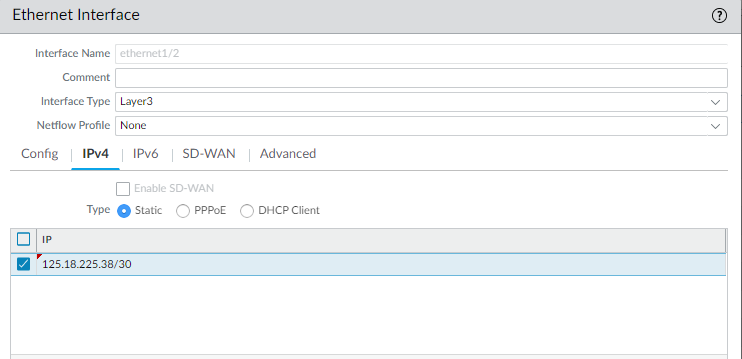 Ethernet Interface
Interface Name ethernet1/2
Comment
Interface Type Layer3
Netflow Profile None
Config IPv4 IPv6 SD-WAN Advanced
Enable SD-WAN
Type Static PPPoE DHCP Client
IP
125.18.225.38/30